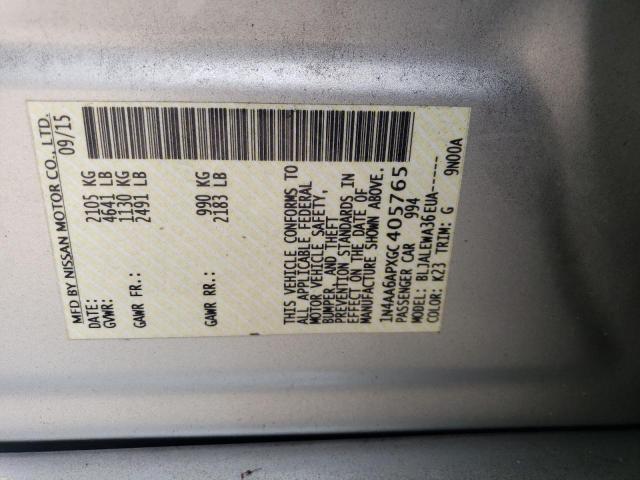 MFD BY NISSAN MOTOR CO., LTD.
DATE: 09/15
GVWR: 2105 KG
4641 LB
GAWR FR.: 1130 KG
2491 LB
GAWR RR.: 990 KG
2183 LB
THIS VEHICLE CONFORMS TO
ALL APPLICABLE FEDERAL
MOTOR VEHICLE SAFETY,
BUMPER, AND THEFT
PREVENTION STANDARDS IN
EFFECT ON THE DATE OF
MANUFACTURE SHOWN ABOVE.
1N4AA6APXGC405765
PASSENGER CAR 994
MODEL: BLJALEWA36EUA-----
COLOR: K23 TRIM: G 9N00A